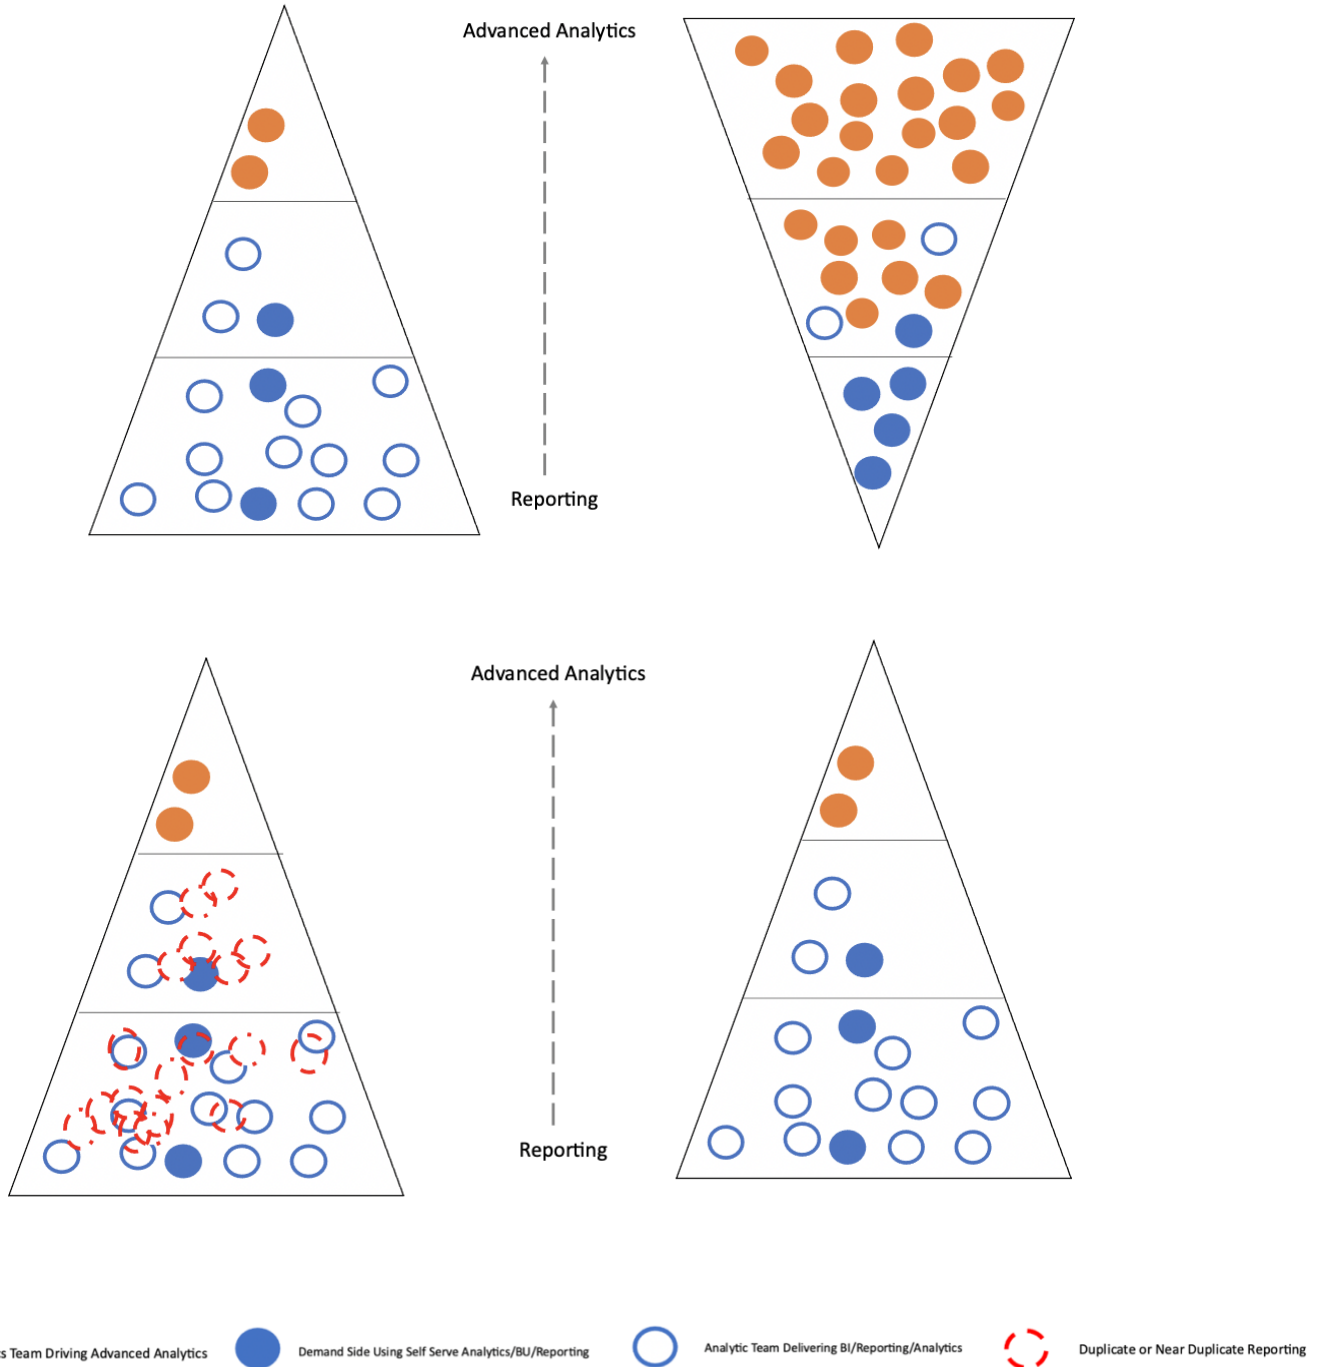 Advanced Analytics
Reporting
Advanced Analytics
Reporting
s Team Driving Advanced Analytics
Demand Side Using Self Serve Analytics/BU/Reporting
Analytic Team Delivering BI/Reporting/Analytics
Duplicate or Near Duplicate Reporting